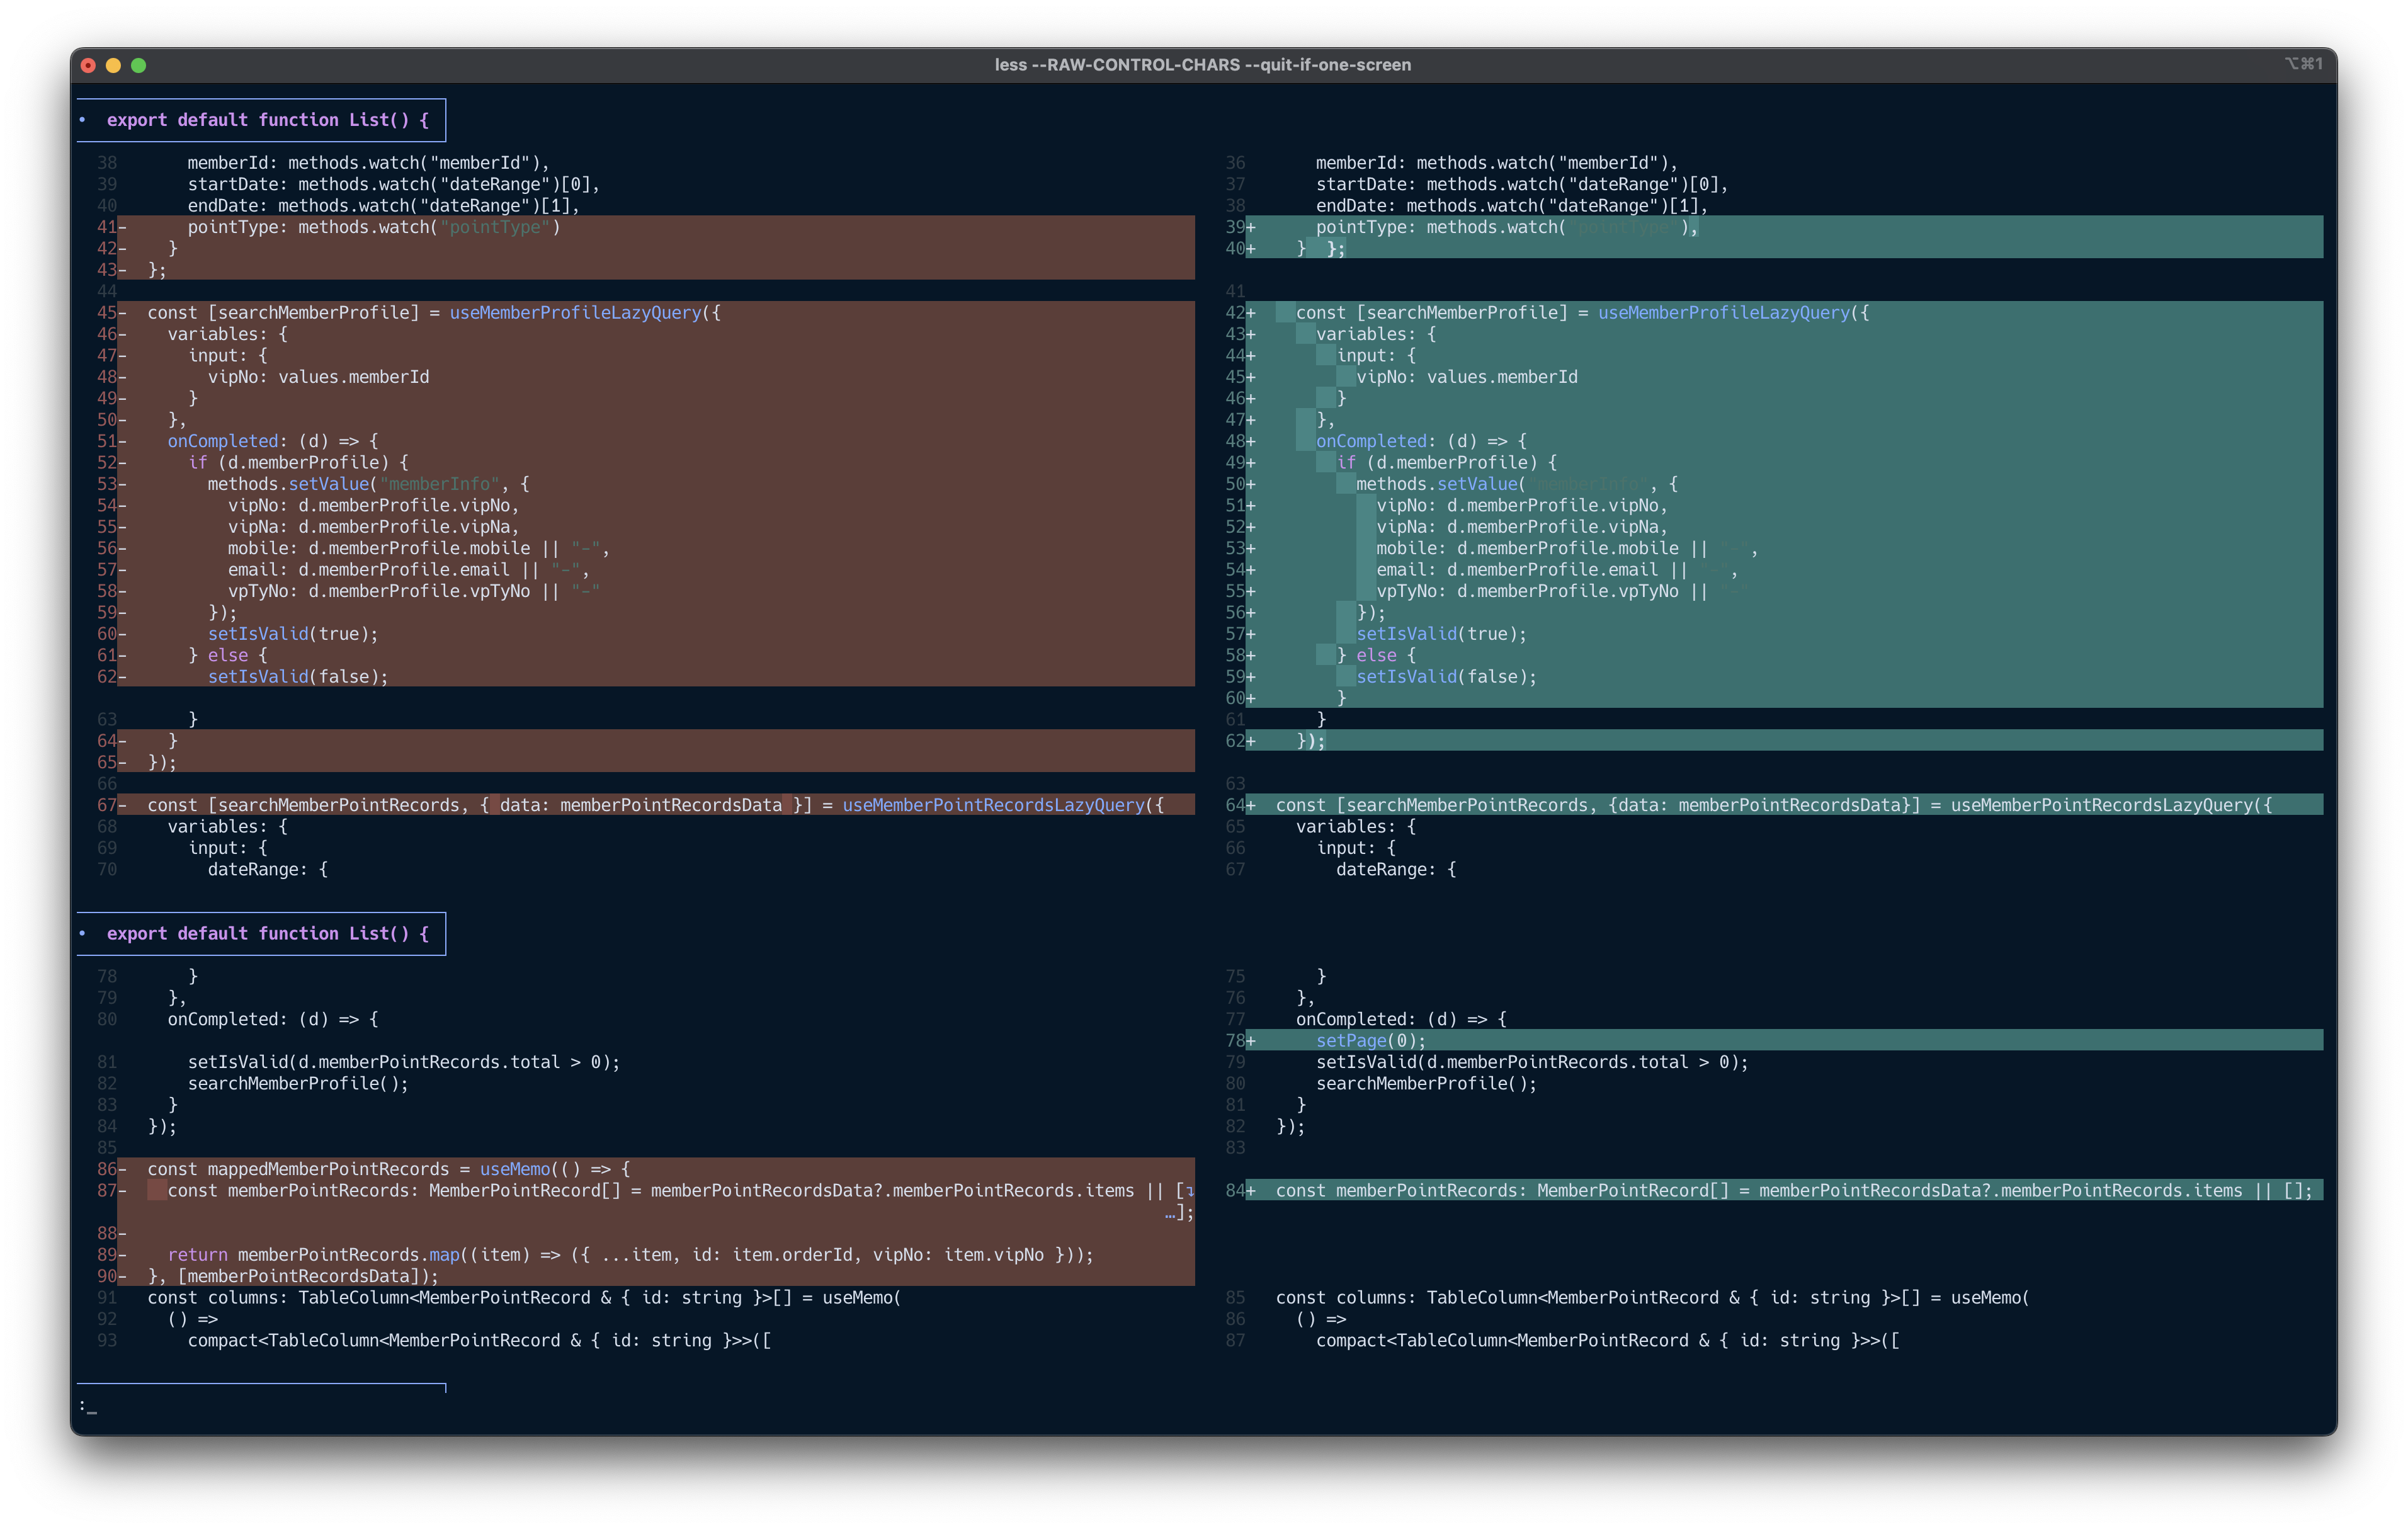 less --RAW-CONTROL-CHARS --quit-if-one-screen
⌥⌘1
• export default function List() {
38 memberId: methods.watch("memberId"),
39 startDate: methods.watch("dateRange")[0],
40 endDate: methods.watch("dateRange")[1],
41- pointType: methods.watch("pointType")
42- }
43- };
44
45- const [searchMemberProfile] = useMemberProfileLazyQuery({
46- variables: {
47- input: {
48- vipNo: values.memberId
49- }
50- },
51- onCompleted: (d) => {
52- if (d.memberProfile) {
53- methods.setValue("memberInfo", {
54- vipNo: d.memberProfile.vipNo,
55- vipNa: d.memberProfile.vipNa,
56- mobile: d.memberProfile.mobile || "-",
57- email: d.memberProfile.email || "-",
58- vpTyNo: d.memberProfile.vpTyNo || "-"
59- });
60- setIsValid(true);
61- } else {
62- setIsValid(false);
63 }
64- }
65- });
66
67- const [searchMemberPointRecords, { data: memberPointRecordsData }] = useMemberPointRecordsLazyQuery({
68 variables: {
69 input: {
70 dateRange: {
36 memberId: methods.watch("memberId"),
37 startDate: methods.watch("dateRange")[0],
38 endDate: methods.watch("dateRange")[1],
39+ pointType: methods.watch("pointType"),
40+ } };
41
42+ const [searchMemberProfile] = useMemberProfileLazyQuery({
43+ variables: {
44+ input: {
45+ vipNo: values.memberId
46+ }
47+ },
48+ onCompleted: (d) => {
49+ if (d.memberProfile) {
50+ methods.setValue("memberInfo", {
51+ vipNo: d.memberProfile.vipNo,
52+ vipNa: d.memberProfile.vipNa,
53+ mobile: d.memberProfile.mobile || "-",
54+ email: d.memberProfile.email || "-",
55+ vpTyNo: d.memberProfile.vpTyNo || "-"
56+ });
57+ setIsValid(true);
58+ } else {
59+ setIsValid(false);
60+ }
61 }
62+ });
63
64+ const [searchMemberPointRecords, {data: memberPointRecordsData}] = useMemberPointRecordsLazyQuery({
65 variables: {
66 input: {
67 dateRange: {
• export default function List() {
78 }
79 },
80 onCompleted: (d) => {
81 setIsValid(d.memberPointRecords.total > 0);
82 searchMemberProfile();
83 }
84 });
85
86- const mappedMemberPointRecords = useMemo(() => {
87- const memberPointRecords: MemberPointRecord[] = memberPointRecordsData?.memberPointRecords.items || [↴
…];
88-
89- return memberPointRecords.map((item) => ({ ...item, id: item.orderId, vipNo: item.vipNo }));
90- }, [memberPointRecordsData]);
91 const columns: TableColumn<MemberPointRecord & { id: string }>[] = useMemo(
92 () =>
93 compact<TableColumn<MemberPointRecord & { id: string }>>([
75 }
76 },
77 onCompleted: (d) => {
78+ setPage(0);
79 setIsValid(d.memberPointRecords.total > 0);
80 searchMemberProfile();
81 }
82 });
83
84+ const memberPointRecords: MemberPointRecord[] = memberPointRecordsData?.memberPointRecords.items || [];
85 const columns: TableColumn<MemberPointRecord & { id: string }>[] = useMemo(
86 () =>
87 compact<TableColumn<MemberPointRecord & { id: string }>>([
:_